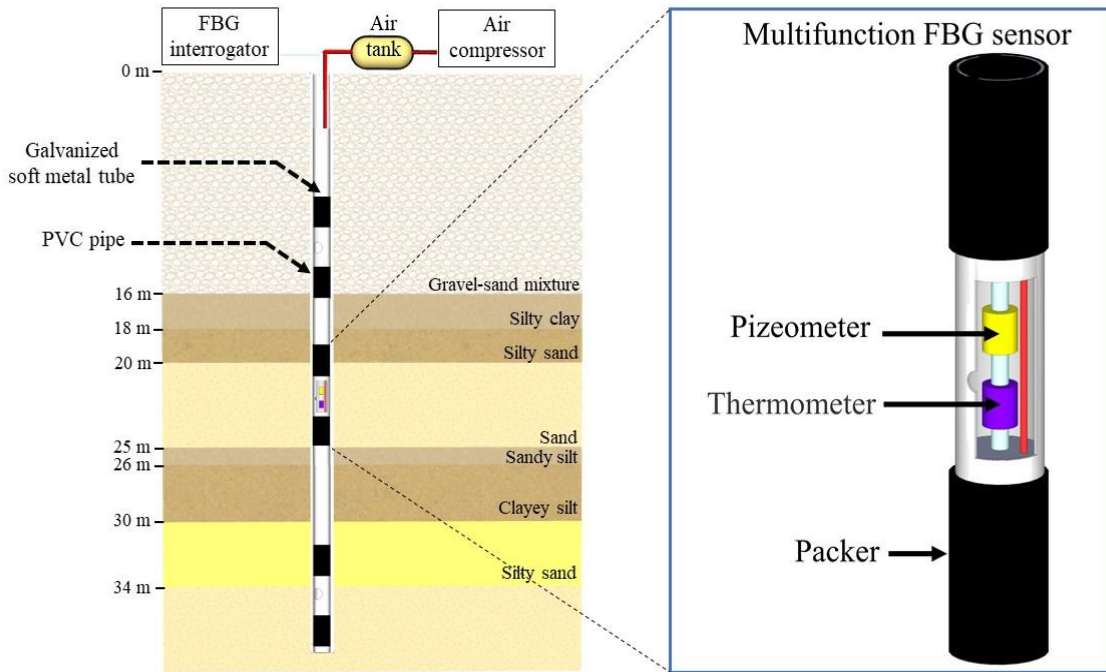 FBG
interrogator
Air
tank
Air
compressor
0 m
Galvanized
soft metal tube
PVC pipe
Gravel-sand mixture
16 m
Silty clay
18 m
Silty sand
20 m
Sand
25 m
Sandy silt
26 m
Clayey silt
30 m
Silty sand
34 m
Multifunction FBG sensor
Pizeometer
Thermometer
Packer